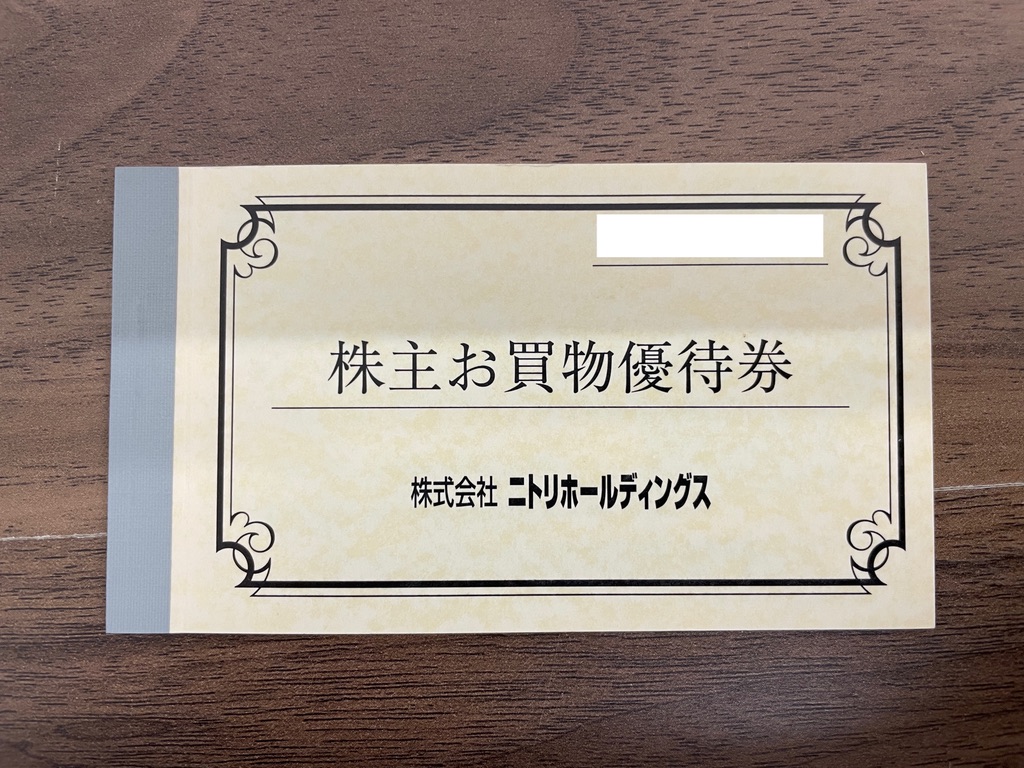 株主お買物優待券
株式会社 ニトリホールディングス